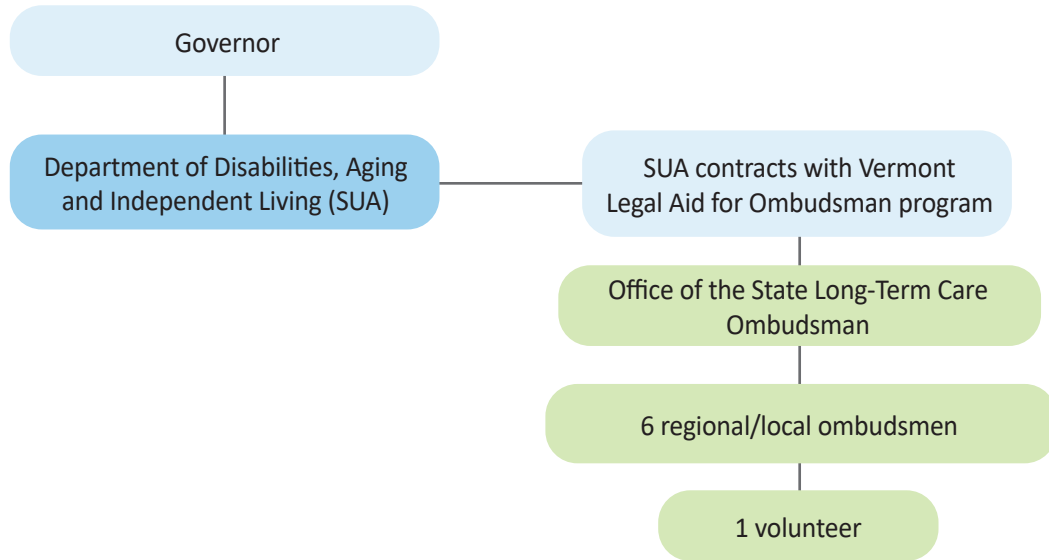 Governor
Department of Disabilities, Aging
and Independent Living (SUA)
SUA contracts with Vermont
Legal Aid for Ombudsman program
Office of the State Long-Term Care
Ombudsman
6 regional/local ombudsmen
1 volunteer